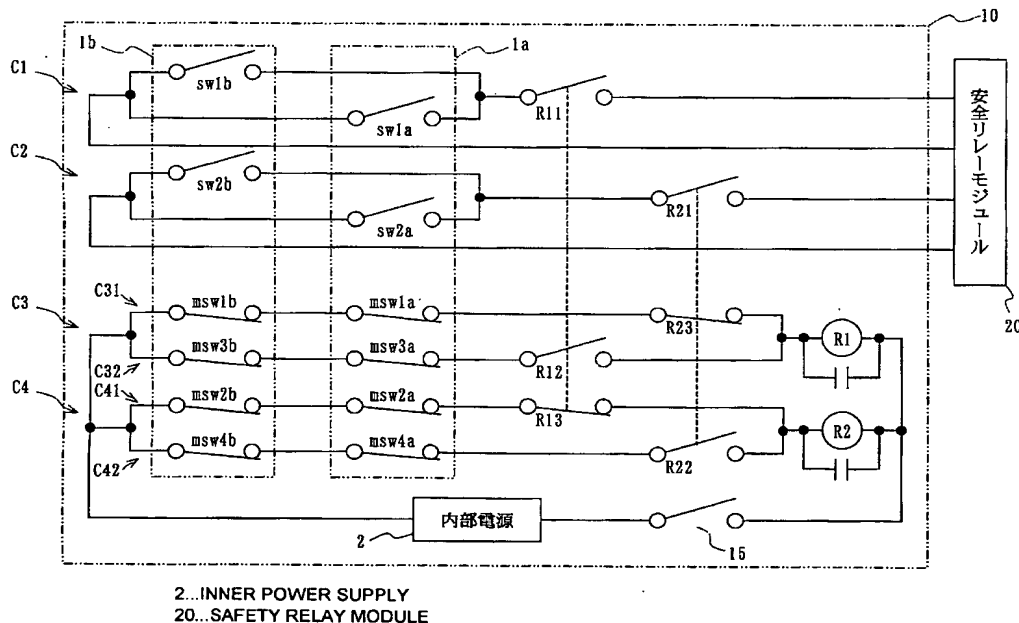 10
1b
1a
C1
sw1b
R11
sw1a
安全リレーモジュール
C2
sw2b
R21
sw2a
20
C31
msw1b
msw1a
C3
R23
R1
msw3b
msw3a
C32
R12
C4
C41
msw2b
msw2a
R13
R2
msw4b
msw4a
C42
R22
内部電源
2
15
2...INNER POWER SUPPLY
20...SAFETY RELAY MODULE